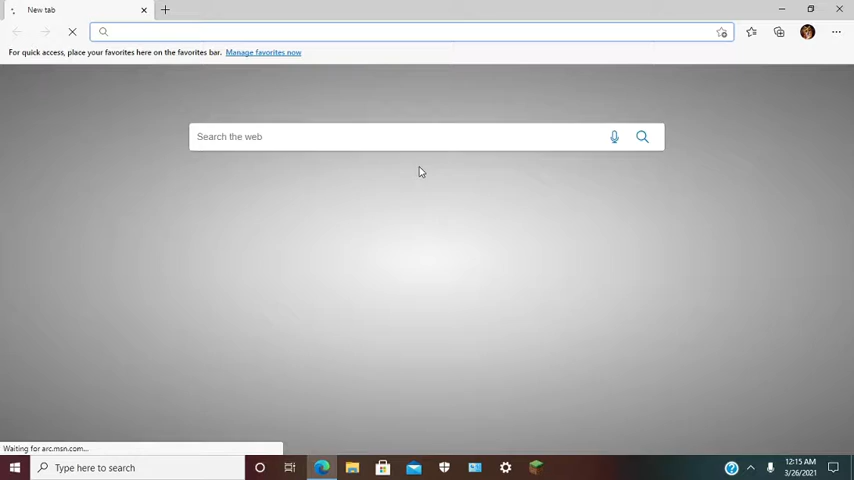 New tab
For quick access, place your favorites here on the favorites bar. Manage favorites now
Search the web
Waiting for arc.msn.com...
Type here to search
12:15 AM
3/26/2021